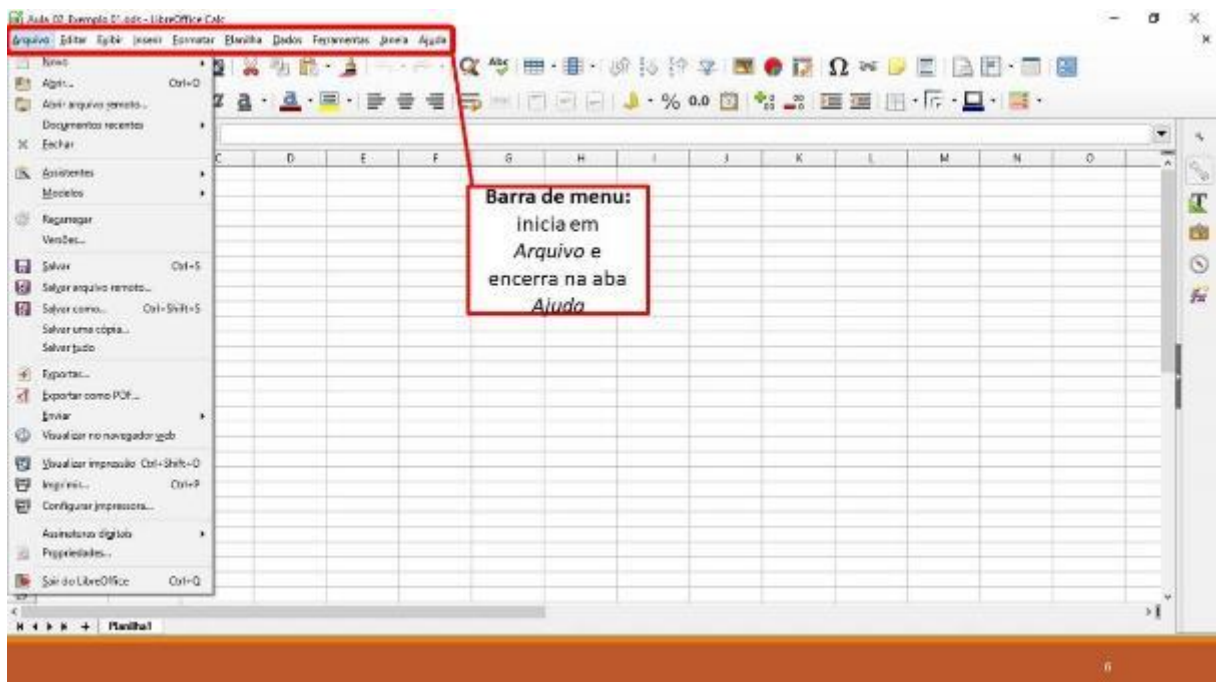 Aula 02 Exemplo 01.ods - LibreOffice Calc
Arquivo Editar Exibir Inserir Formatar Planilha Dados Ferramentas Janela Ajuda
Novo
Abrir... Ctrl+O
Abrir arquivo remoto...
Documentos recentes
Fechar
Assistentes
Modelos
Recarregar
Versões...
Salvar Ctrl+S
Salvar arquivo remoto...
Salvar como... Ctrl+Shift+S
Salvar uma cópia...
Salvar tudo
Exportar...
Exportar como PDF...
Enviar
Visualizar no navegador web
Visualizar impressão Ctrl+Shift+O
Imprimir... Ctrl+P
Configurar impressora...
Assinaturas digitais
Propriedades...
Sair do LibreOffice Ctrl+Q
C D E F G H I J K L M N O
Barra de menu:
inicia em
Arquivo e
encerra na aba
Ajuda
Planilha1
6